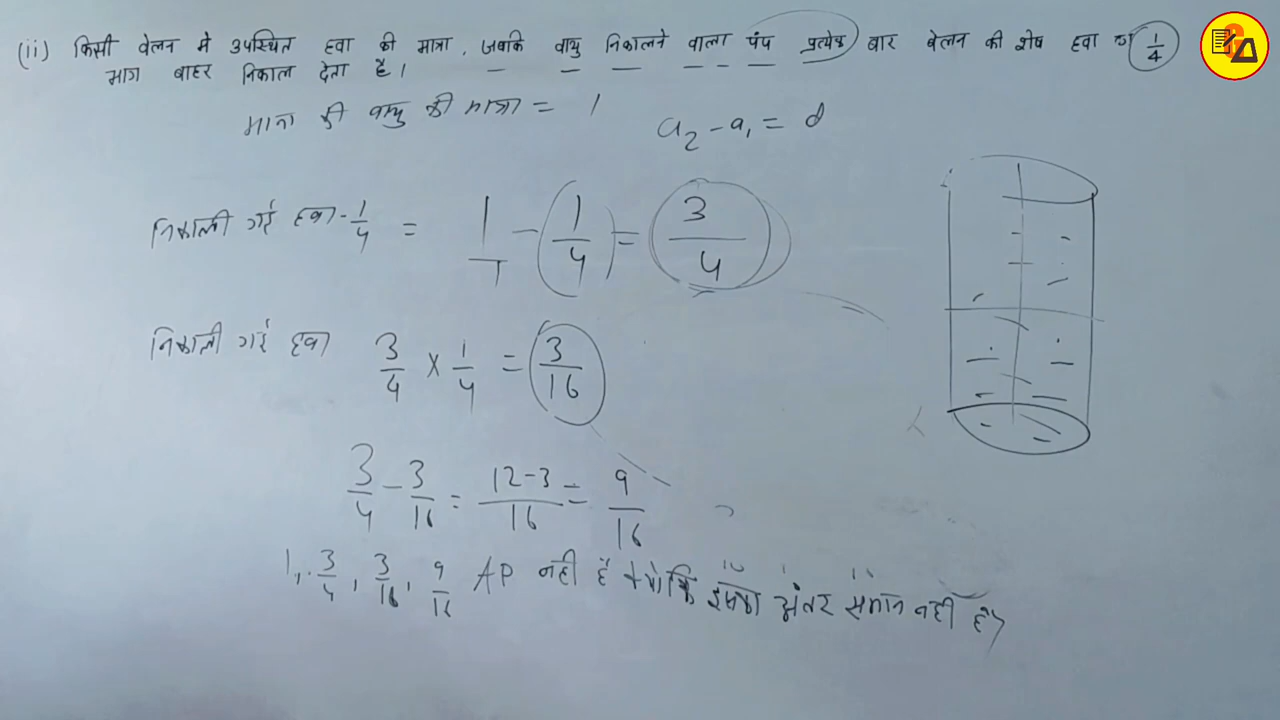 (ii) किसी वेलन मे उपस्थित हवा की मात्रा, जबकि वायु निकालने वाला पंप प्रत्येक बार वेलन की शेष हवा का 1/4
भाग बाहर निकाल देता है।
माना की वायु की मात्रा = 1
a₂ - a₁ = d
निकाली गई हवा - 1/4 = 1/1 - 1/4 = 3/4
निकाली गई हवा 3/4 × 1/4 = 3/16
3/4 - 3/16 = 12-3/16 = 9/16
1, 3/4, 3/16, 9/16 AP नही है क्योकि इसका अंतर समान नही है